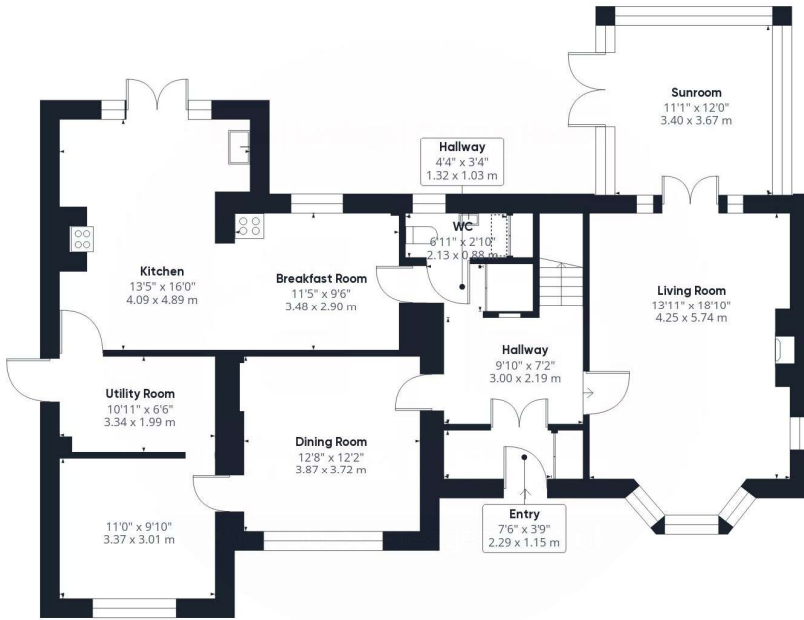 Sunroom
11'1" x 12'0"
3.40 x 3.67 m
Hallway
4'4" x 3'4"
1.32 x 1.03 m
WC
6'11" x 2'10"
2.13 x 0.88 m
Kitchen
13'5" x 16'0"
4.09 x 4.89 m
Breakfast Room
11'5" x 9'6"
3.48 x 2.90 m
Living Room
13'11" x 18'10"
4.25 x 5.74 m
Hallway
9'10" x 7'2"
3.00 x 2.19 m
Utility Room
10'11" x 6'6"
3.34 x 1.99 m
Dining Room
12'8" x 12'2"
3.87 x 3.72 m
Entry
7'6" x 3'9"
2.29 x 1.15 m
11'0" x 9'10"
3.37 x 3.01 m